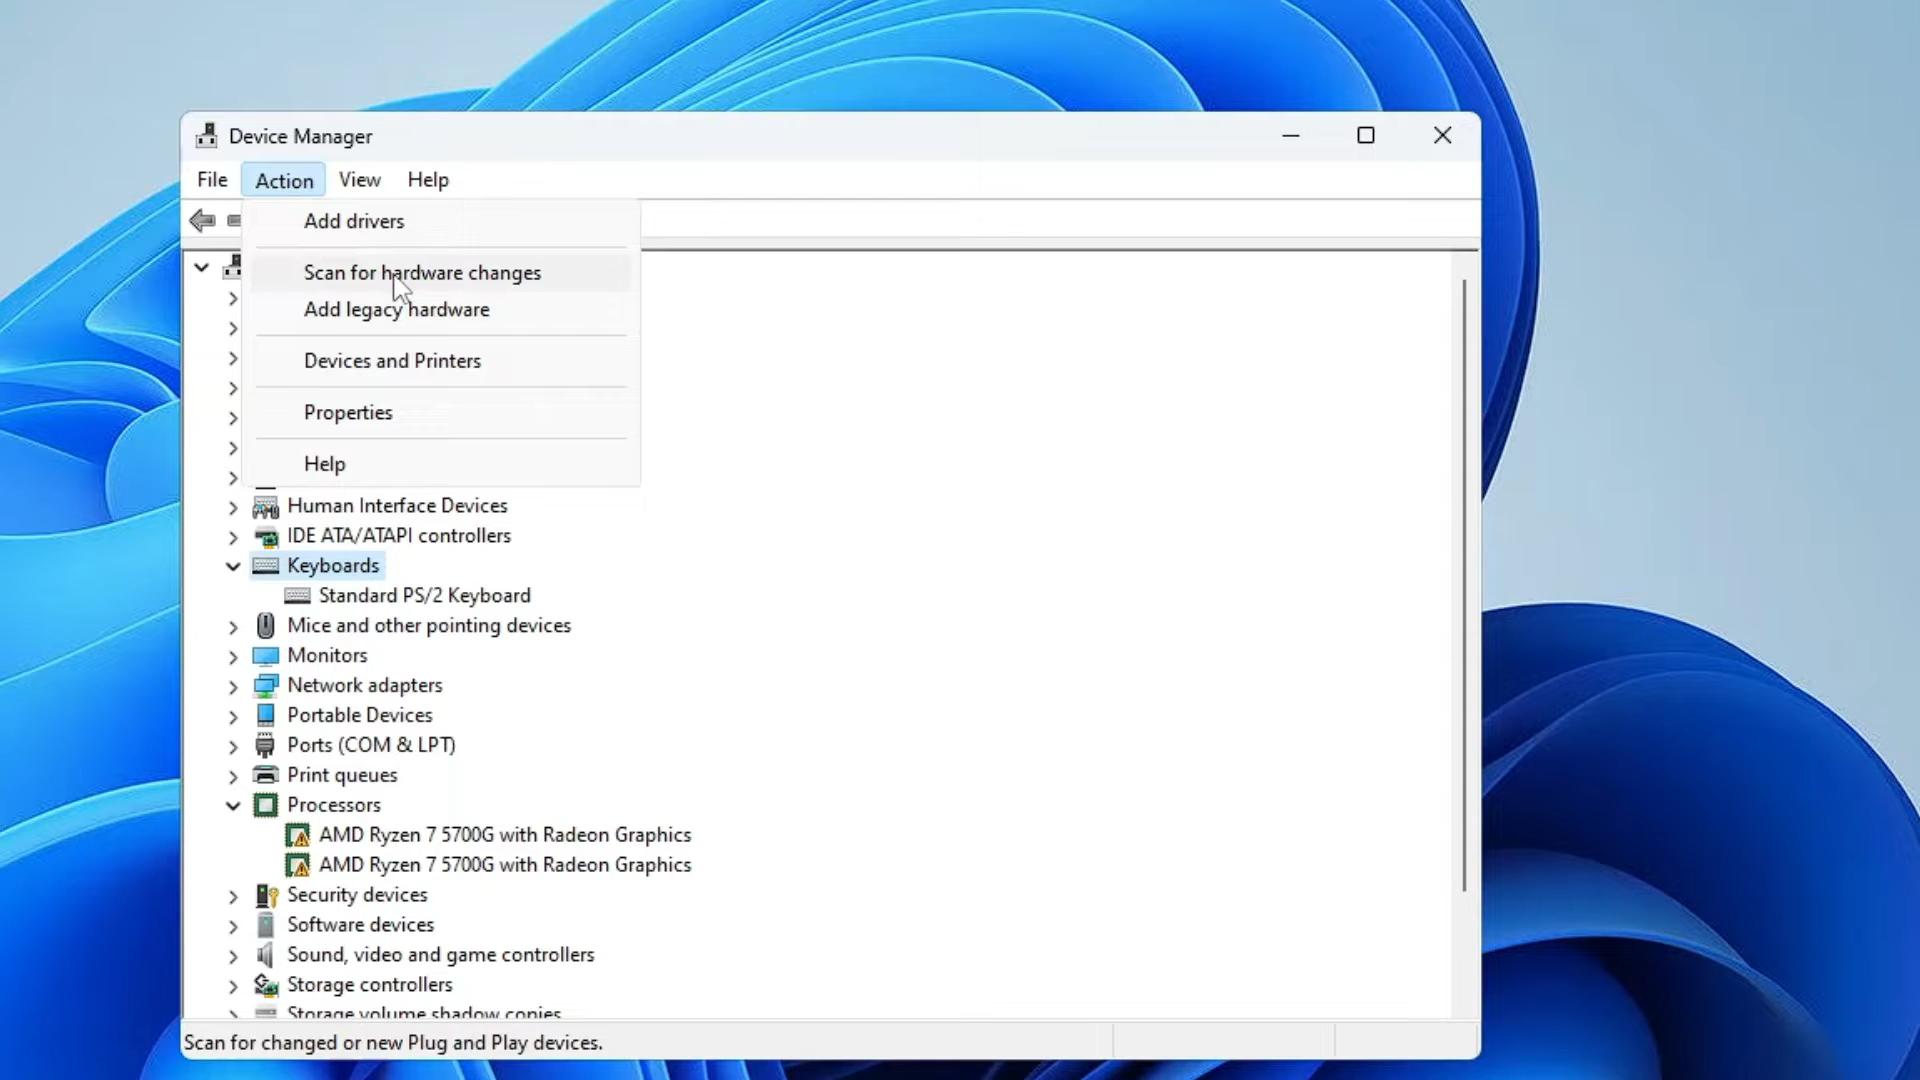 Device Manager
File Action View Help
Add drivers
Scan for hardware changes
Add legacy hardware
Devices and Printers
Properties
Help
Human Interface Devices
IDE ATA/ATAPI controllers
Keyboards
Standard PS/2 Keyboard
Mice and other pointing devices
Monitors
Network adapters
Portable Devices
Ports (COM & LPT)
Print queues
Processors
AMD Ryzen 7 5700G with Radeon Graphics
AMD Ryzen 7 5700G with Radeon Graphics
Security devices
Software devices
Sound, video and game controllers
Storage controllers
Storage volume shadow copies
Scan for changed or new Plug and Play devices.